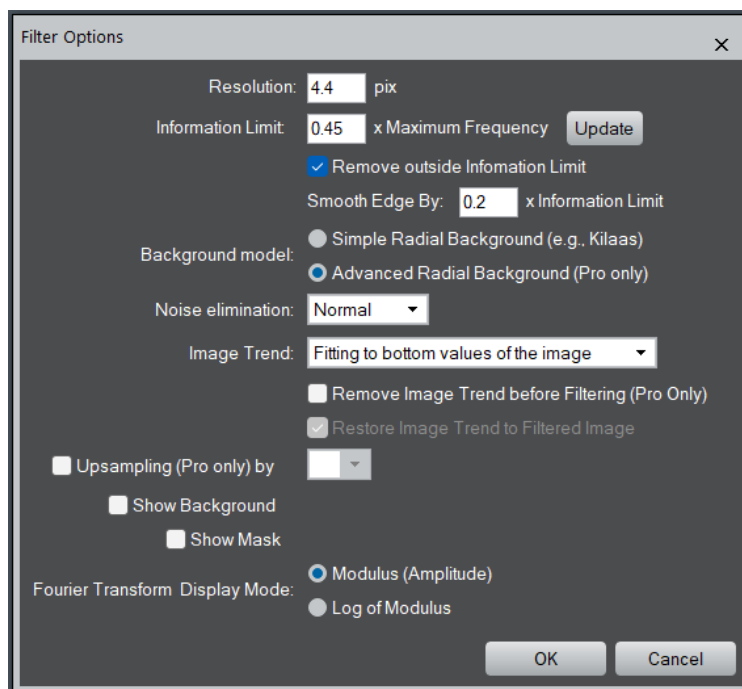 Filter Options
Resolution: 4.4 pix
Information Limit: 0.45 x Maximum Frequency Update
Remove outside Infomation Limit
Smooth Edge By: 0.2 x Information Limit
Background model:
Simple Radial Background (e.g., Kilaas)
Advanced Radial Background (Pro only)
Noise elimination: Normal
Image Trend: Fitting to bottom values of the image
Remove Image Trend before Filtering (Pro Only)
Restore Image Trend to Filtered Image
Upsampling (Pro only) by
Show Background
Show Mask
Fourier Transform Display Mode:
Modulus (Amplitude)
Log of Modulus
OK Cancel